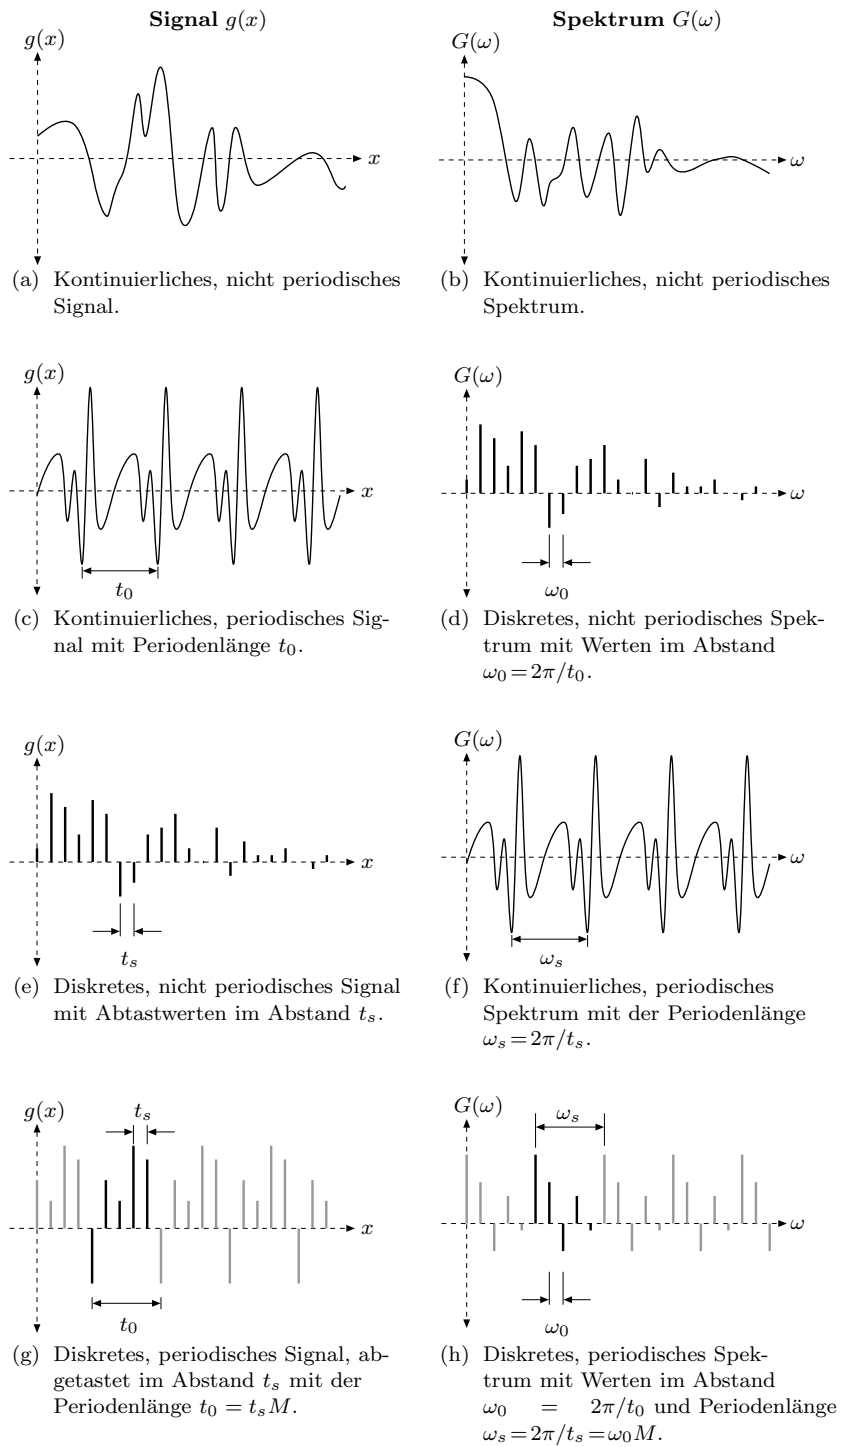 Signal g(x)
Spektrum G(ω)
g(x)
x
G(ω)
ω
(a) Kontinuierliches, nicht periodisches
Signal.
(b) Kontinuierliches, nicht periodisches
Spektrum.
g(x)
x
t₀
G(ω)
ω
ω₀
(c) Kontinuierliches, periodisches Sig-
nal mit Periodenlänge t₀.
(d) Diskretes, nicht periodisches Spek-
trum mit Werten im Abstand
ω₀=2π/t₀.
g(x)
x
tₛ
G(ω)
ω
ωₛ
(e) Diskretes, nicht periodisches Signal
mit Abtastwerten im Abstand tₛ.
(f) Kontinuierliches, periodisches
Spektrum mit der Periodenlänge
ωₛ=2π/tₛ.
g(x)
tₛ
x
t₀
G(ω)
ωₛ
ω
ω₀
(g) Diskretes, periodisches Signal, ab-
getastet im Abstand tₛ mit der
Periodenlänge t₀ = tₛM.
(h) Diskretes, periodisches Spek-
trum mit Werten im Abstand
ω₀ = 2π/t₀ und Periodenlänge
ωₛ=2π/tₛ=ω₀M.